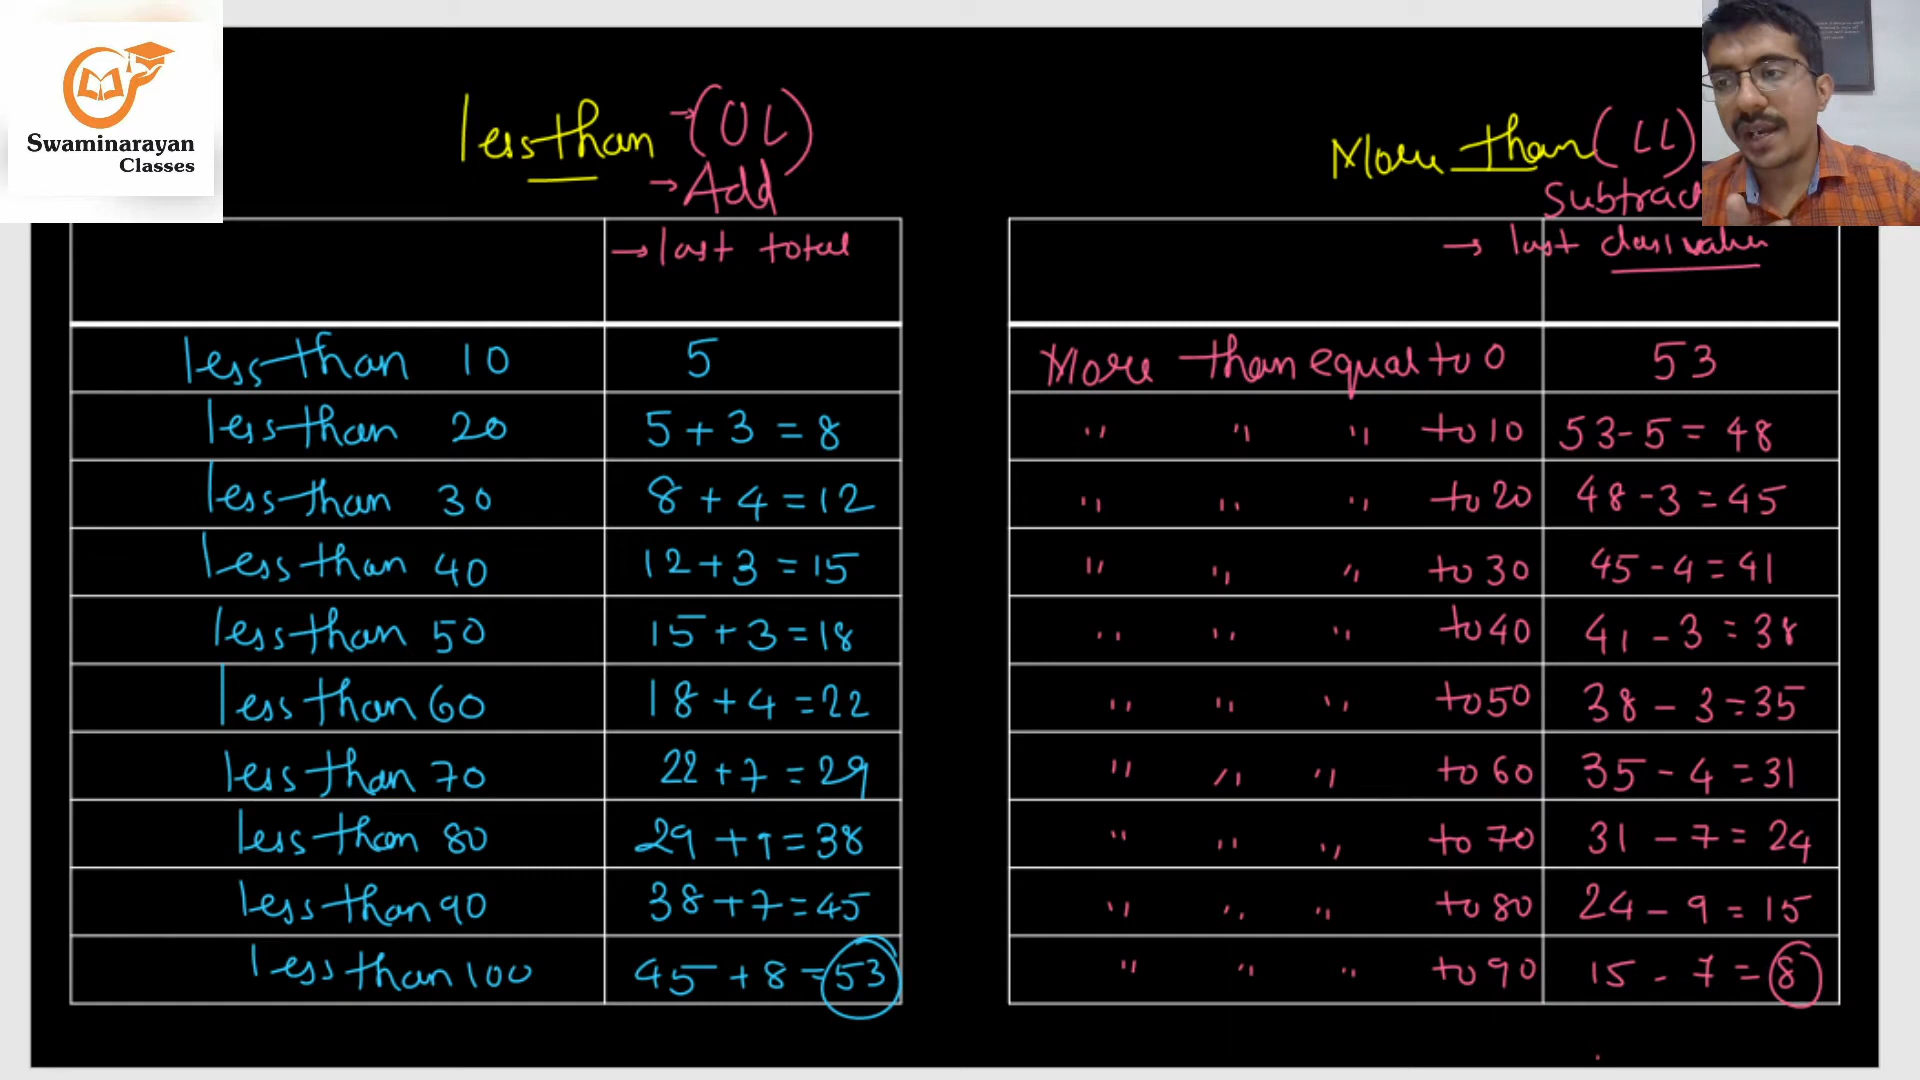 Swaminarayan
Classes
less than → (UL)
→ Add
→ last total
less than 10 5
less than 20 5 + 3 = 8
less than 30 8 + 4 = 12
less than 40 12 + 3 = 15
less than 50 15 + 3 = 18
less than 60 18 + 4 = 22
less than 70 22 + 7 = 29
less than 80 29 + 9 = 38
less than 90 38 + 7 = 45
less than 100 45 + 8 = 53
More than (LL)
Subtract
→ last
More than equal to 0 53
" " " to 10 53 - 5 = 48
" " " to 20 48 - 3 = 45
" " " to 30 45 - 4 = 41
" " " to 40 41 - 3 = 38
" " " to 50 38 - 3 = 35
" " " to 60 35 - 4 = 31
" " " to 70 31 - 7 = 24
" " " to 80 24 - 9 = 15
" " " to 90 15 - 7 = 8